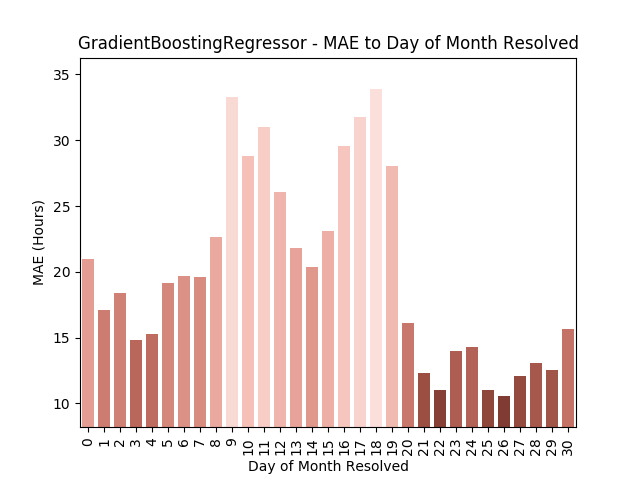 GradientBoostingRegressor - MAE to Day of Month Resolved
35
30
25
20
15
10
MAE (Hours)
0 1 2 3 4 5 6 7 8 9 10 11 12 13 14 15 16 17 18 19 20 21 22 23 24 25 26 27 28 29 30
Day of Month Resolved